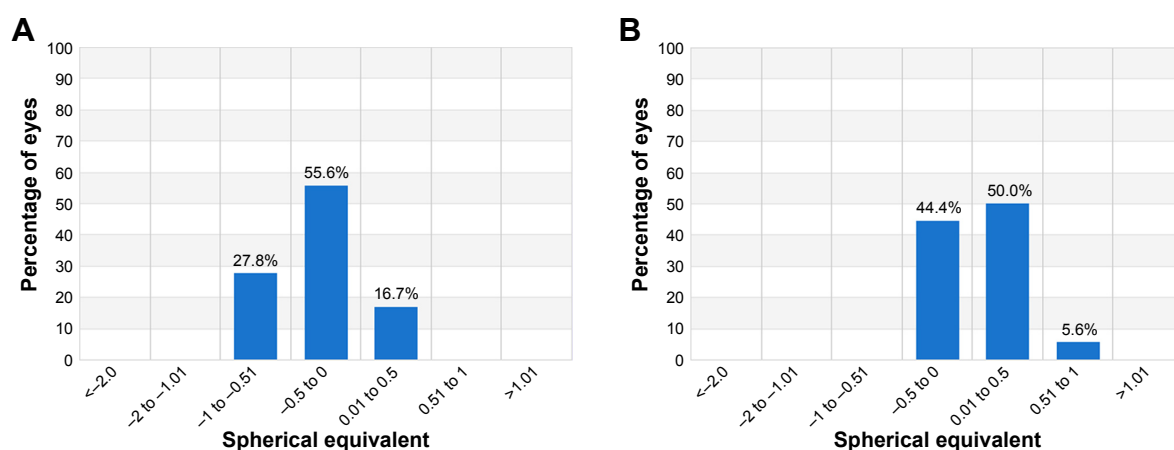 A
Percentage of eyes
100
90
80
70
60
50
40
30
20
10
0
27.8%
55.6%
16.7%
<–2.0
–2 to –1.01
–1 to –0.51
–0.5 to 0
0.01 to 0.5
0.51 to 1
>1.01
Spherical equivalent
B
Percentage of eyes
100
90
80
70
60
50
40
30
20
10
0
44.4%
50.0%
5.6%
<–2.0
–2 to –1.01
–1 to –0.51
–0.5 to 0
0.01 to 0.5
0.51 to 1
>1.01
Spherical equivalent